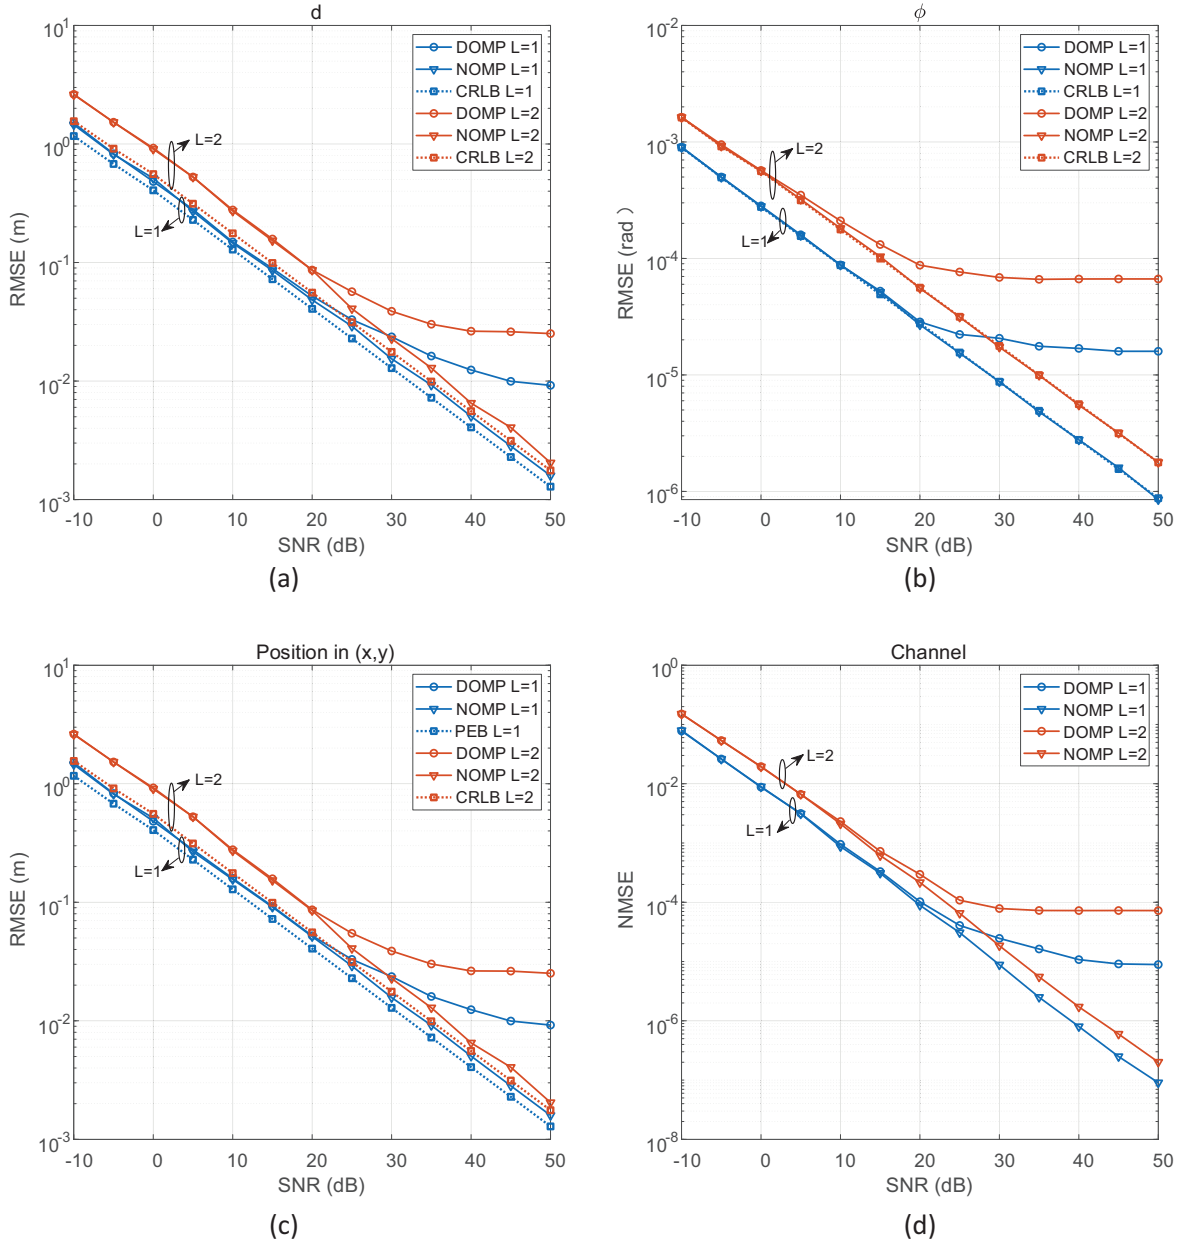 d
RMSE (m)
10^1
10^0
10^-1
10^-2
10^-3
DOMP L=1
NOMP L=1
CRLB L=1
DOMP L=2
NOMP L=2
CRLB L=2
L=2
L=1
-10 0 10 20 30 40 50
SNR (dB)
(a)
ϕ
RMSE (rad )
10^-2
10^-3
10^-4
10^-5
10^-6
DOMP L=1
NOMP L=1
CRLB L=1
DOMP L=2
NOMP L=2
CRLB L=2
L=2
L=1
-10 0 10 20 30 40 50
SNR (dB)
(b)
Position in (x,y)
RMSE (m)
10^1
10^0
10^-1
10^-2
10^-3
DOMP L=1
NOMP L=1
PEB L=1
DOMP L=2
NOMP L=2
CRLB L=2
L=2
L=1
-10 0 10 20 30 40 50
SNR (dB)
(c)
Channel
NMSE
10^0
10^-2
10^-4
10^-6
10^-8
DOMP L=1
NOMP L=1
DOMP L=2
NOMP L=2
L=2
L=1
-10 0 10 20 30 40 50
SNR (dB)
(d)